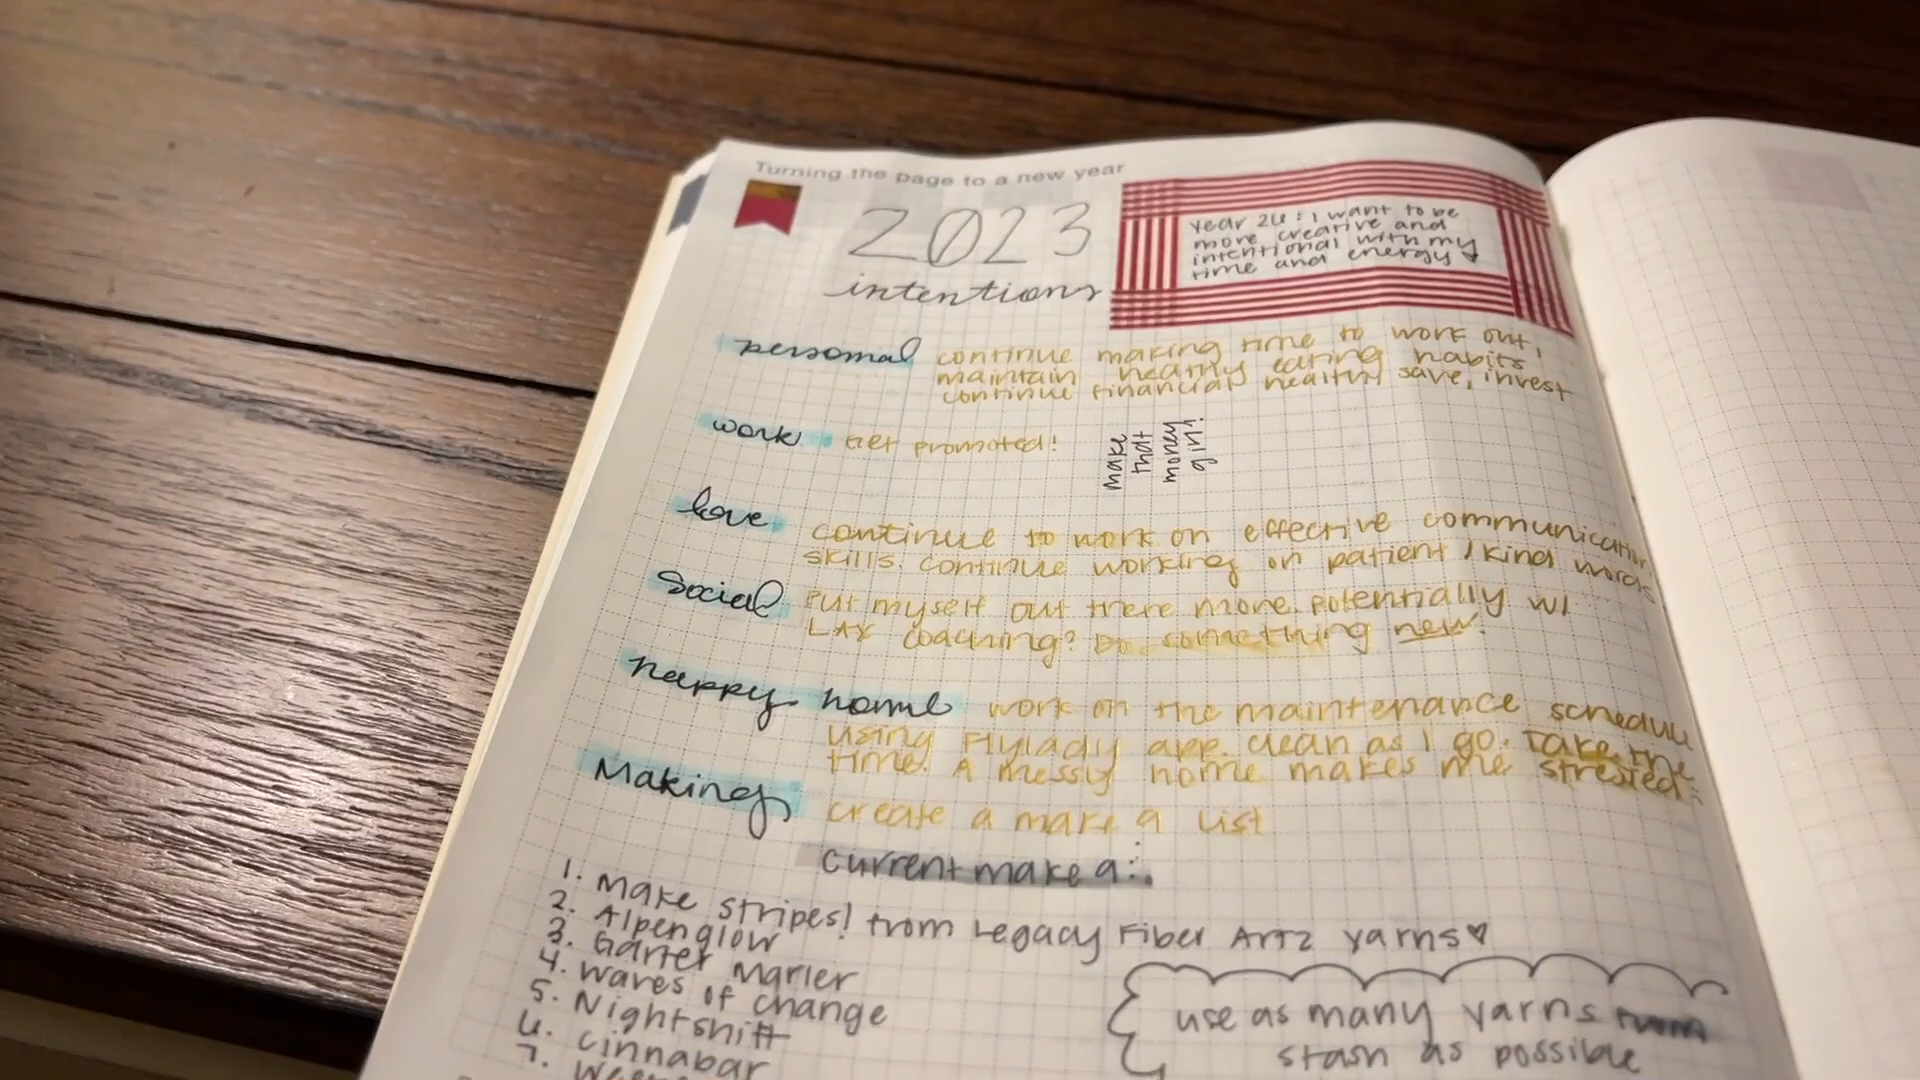 Turning the page to a new year
2023
intentions
year 26: I want to be
more creative and
intentional with my
time and energy
personal continue making time to work out,
maintain healthy eating habits
continue financial health, save, invest
work Get promoted!
make
that
money
girl!
love continue to work on effective communication
skills. continue working on patient / kind words
Social Put myself out there more. potentially w/
LAX coaching? Do something new.
happy home work on the maintenance schedule
using Flylady app. clean as I go. Take the
time. A messy home makes me stressed.
Making create a make 9 list
current make 9:
1. Make stripes! from Legacy Fiber Artz yarns♥
2. Alpenglow
3. Garter Marler
4. Waves of change
5. Nightshift
6. cinnabar
7.
use as many yarns from
stash as possible